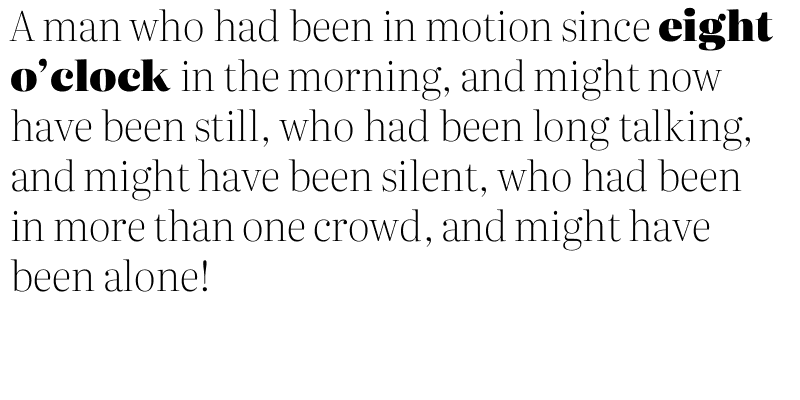 A man who had been in motion since eight
o’clock in the morning, and might now
have been still, who had been long talking,
and might have been silent, who had been
in more than one crowd, and might have
been alone!